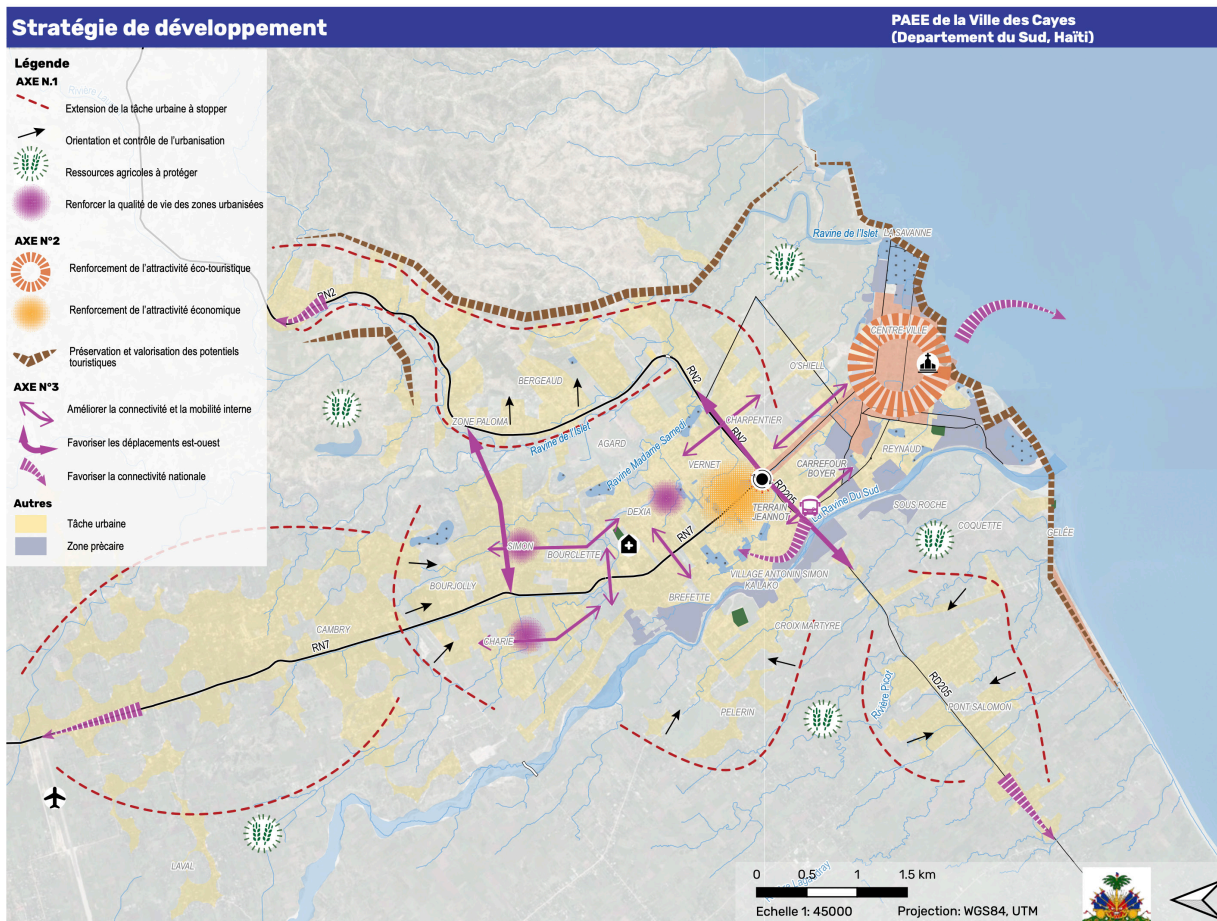 Stratégie de développement
PAEE de la Ville des Cayes
(Departement du Sud, Haïti)
Légende
AXE N.1
Extension de la tâche urbaine à stopper
Orientation et contrôle de l'urbanisation
Ressources agricoles à protéger
Renforcer la qualité de vie des zones urbanisées
AXE N°2
Renforcement de l'attractivité éco-touristique
Renforcement de l'attractivité économique
Préservation et valorisation des potentiels
touristiques
AXE N°3
Améliorer la connectivité et la mobilité interne
Favoriser les déplacements est-ouest
Favoriser la connectivité nationale
Autres
Tâche urbaine
Zone précaire
Ravine de l'Islet
LA SAVANNE
RN2
CENTRE VILLE
O'SHIELL
BERGEAUD
RN2
ZONE PALOMA
CHARPENTIER
Ravine de l'Islet
AGARD
RN2
Ravine Madame Samedi
REYNAUD
VERNET
CARREFOUR
BOYER
RD205
La Ravine Du Sud
SOUS ROCHE
DEXIA
TERRAIN
JEANNOT
COQUETTE
GELÉE
RN7
SIMON
BOURCLETTE
VILLAGE ANTONIN SIMON
KALAKO
BOURJOLLY
BREFETTE
CROIX MARTYRE
CAMBRY
CHARIE
RN7
RD205
Rivière Picot
PELERIN
PONT SALOMON
LAVAL
0 0.5 1 1.5 km
Echelle 1: 45000
Projection: WGS84, UTM